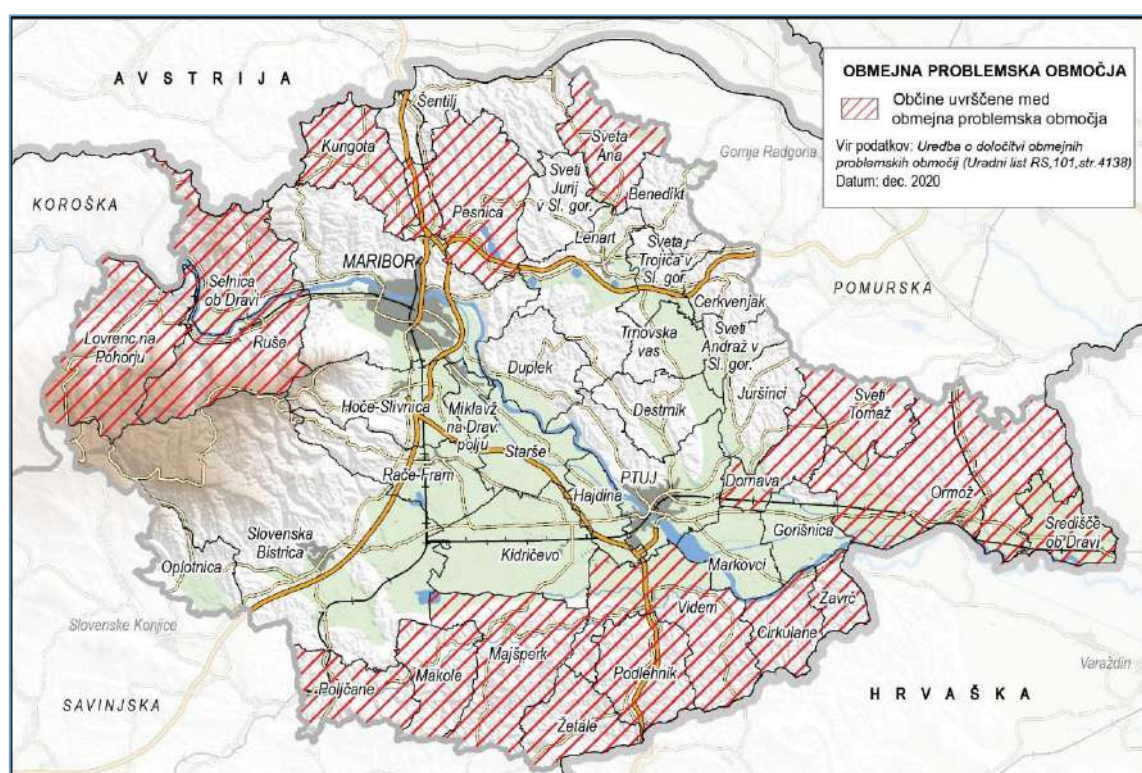 AVSTRIJA
OBMEJNA PROBLEMSKA OBMOČJA
Občine uvrščene med
obmejna problemska območja
Vir podatkov: Uredba o določitvi obmejnih
problemskih območij (Uradni list RS,101,str.4138)
Datum: dec. 2020
Šentilj
Kungota
Sveta
Ana
Gornja Radgona
Sveti
Jurij
v Sl. gor.
Benedikt
KOROŠKA
Pesnica
Lenart
Sveta
Trojica v
Sl. gor.
MARIBOR
Selnica
ob Dravi
POMURSKA
Cerkvenjak
Lovrenc na
Pohorju
Ruše
Trnovska
vas
Sveti
Andraž v
Sl. gor.
Duplek
Juršinci
Sveti
Tomaž
Hoče-Slivnica
Miklavž
na Drav.
polju
Destrnik
Starše
Rače-Fram
PTUJ
Dornava
Hajdina
Ormož
Središče
ob Dravi
Gorišnica
Slovenska
Bistrica
Kidričevo
Markovci
Oplotnica
Zavrč
Videm
Cirkulane
Slovenske Konjice
Majšperk
Makole
Podlehnik
Poljčane
Varaždin
SAVINJSKA
HRVAŠKA
Žetale